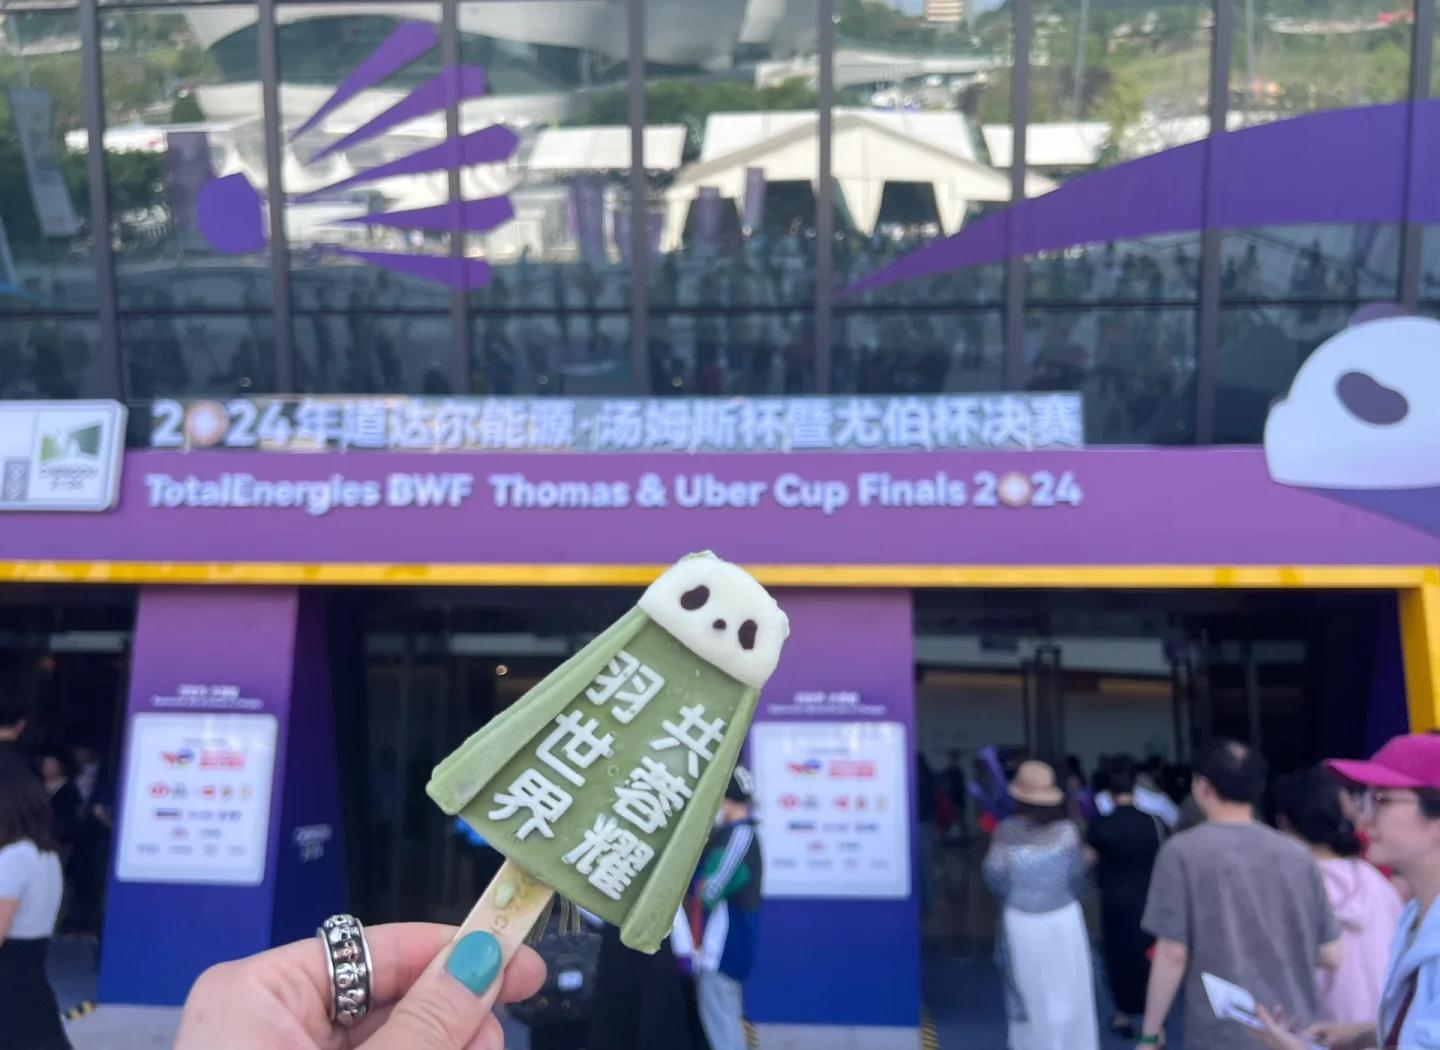 2024年道达尔能源·汤姆斯杯暨尤伯杯决赛
TotalEnergies BWF Thomas & Uber Cup Finals 2024
羽世界
共蓉耀